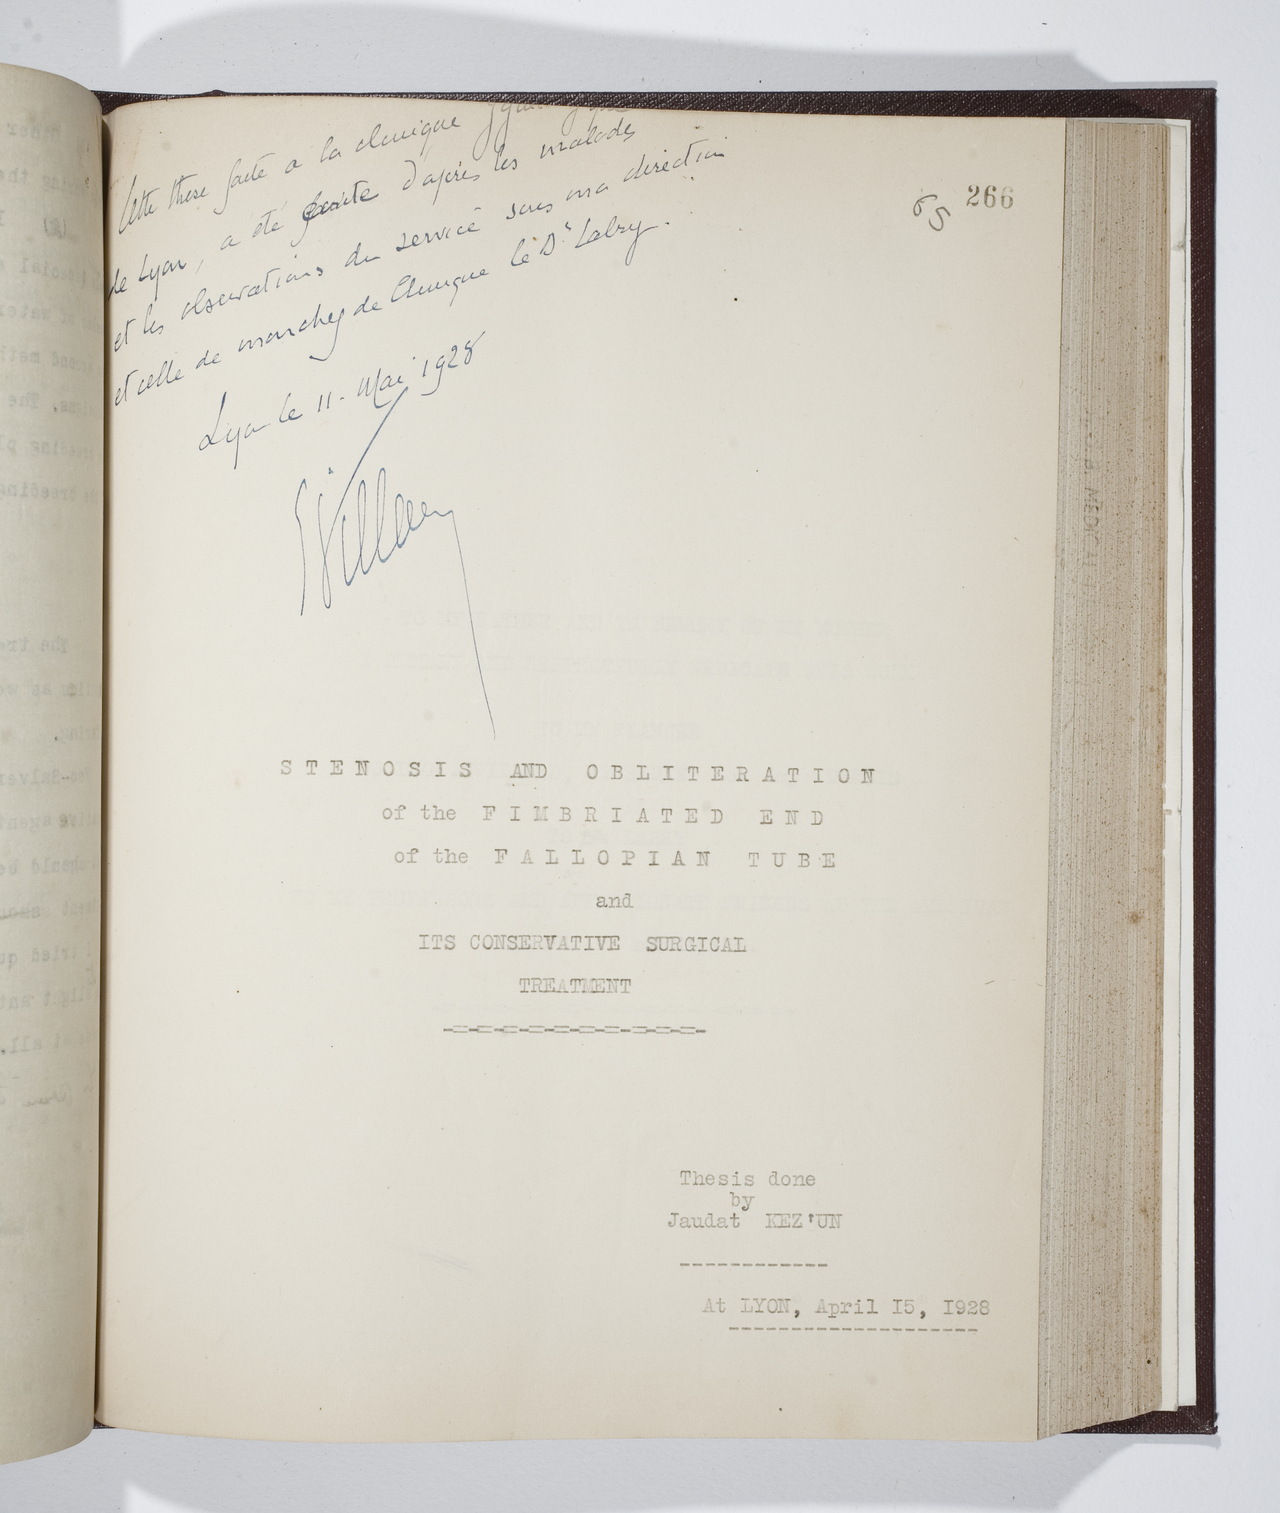 Cette thèse faite a la clinique
de Lyon, a été faite d'après les malades
et les observations du service sous ma direction
et celle de mon chef de Clinique le Dr Labry.
Lyon le 11 - Mai 1928
65 266
STENOSIS AND OBLITERATION
of the FIMBRIATED END
of the FALLOPIAN TUBE
and
ITS CONSERVATIVE SURGICAL
TREATMENT
-=-=-=-=-=-=-=-=-=-
Thesis done
by
Jaudat KEZ'UN
------------
At LYON, April I5, I928
--------------------